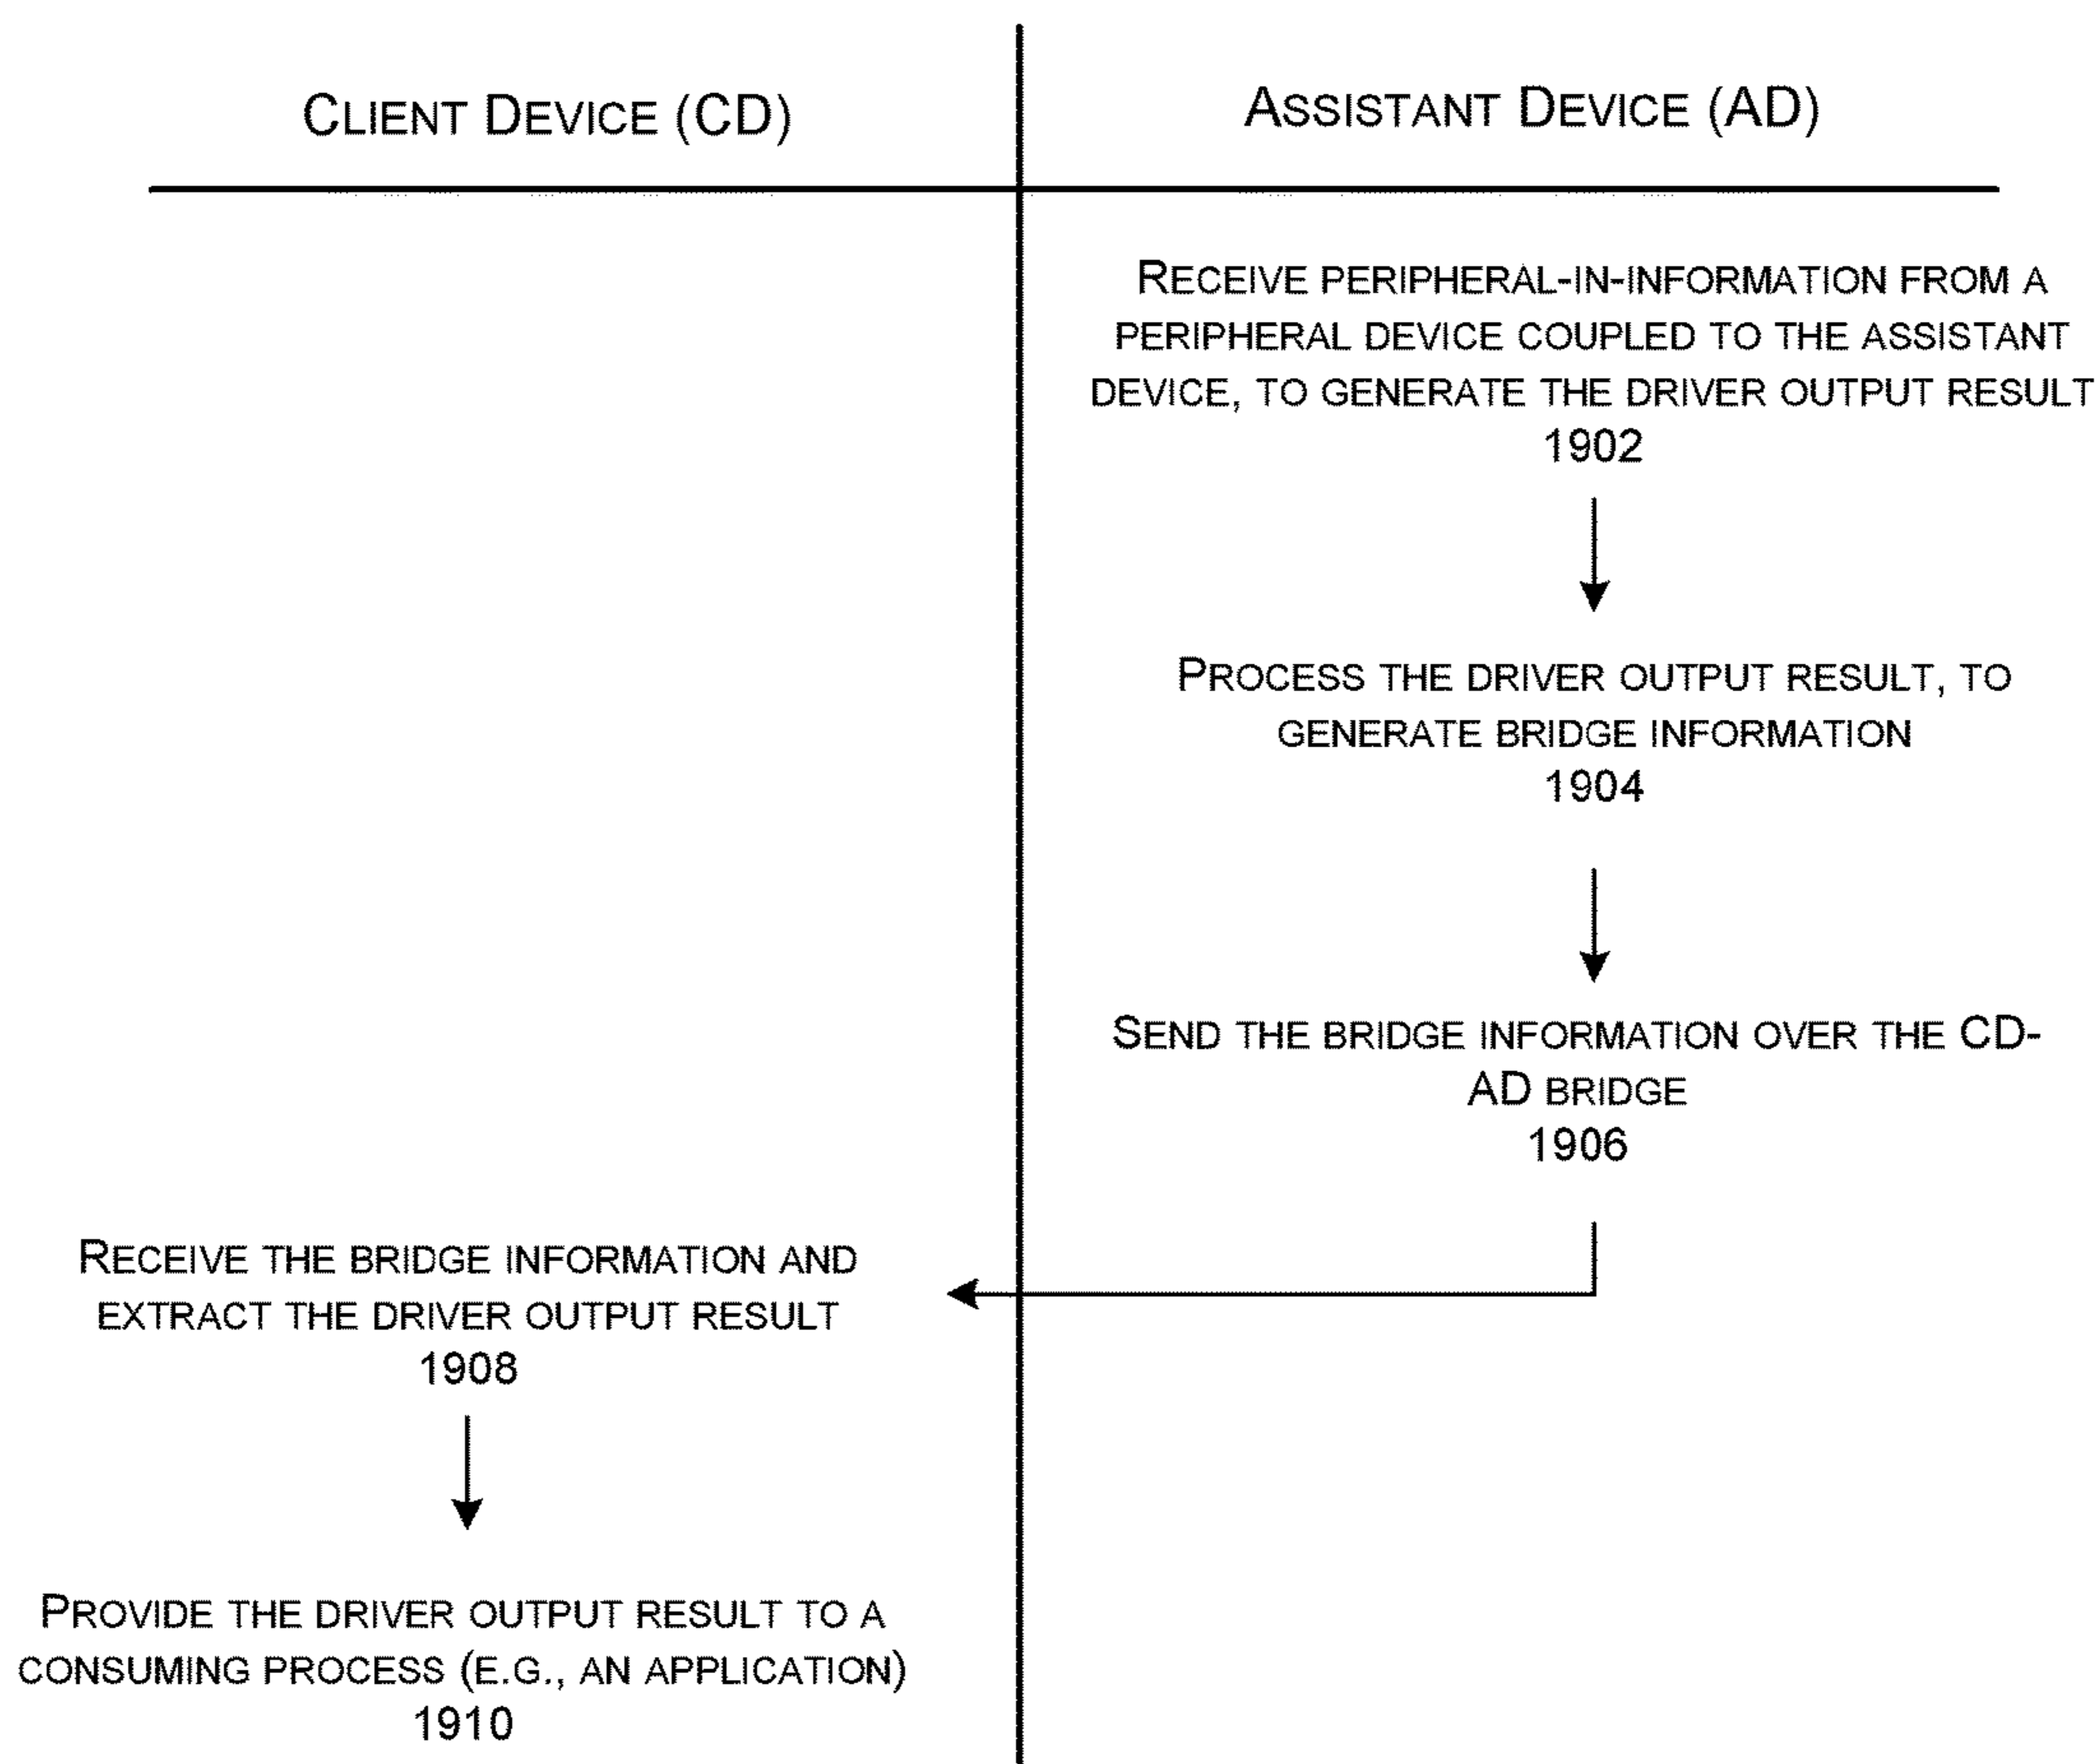 CLIENT DEVICE (CD)
ASSISTANT DEVICE (AD)
RECEIVE PERIPHERAL-IN-INFORMATION FROM A
PERIPHERAL DEVICE COUPLED TO THE ASSISTANT
DEVICE, TO GENERATE THE DRIVER OUTPUT RESULT
1902
PROCESS THE DRIVER OUTPUT RESULT, TO
GENERATE BRIDGE INFORMATION
1904
SEND THE BRIDGE INFORMATION OVER THE CD-
AD BRIDGE
1906
RECEIVE THE BRIDGE INFORMATION AND
EXTRACT THE DRIVER OUTPUT RESULT
1908
PROVIDE THE DRIVER OUTPUT RESULT TO A
CONSUMING PROCESS (E.G., AN APPLICATION)
1910